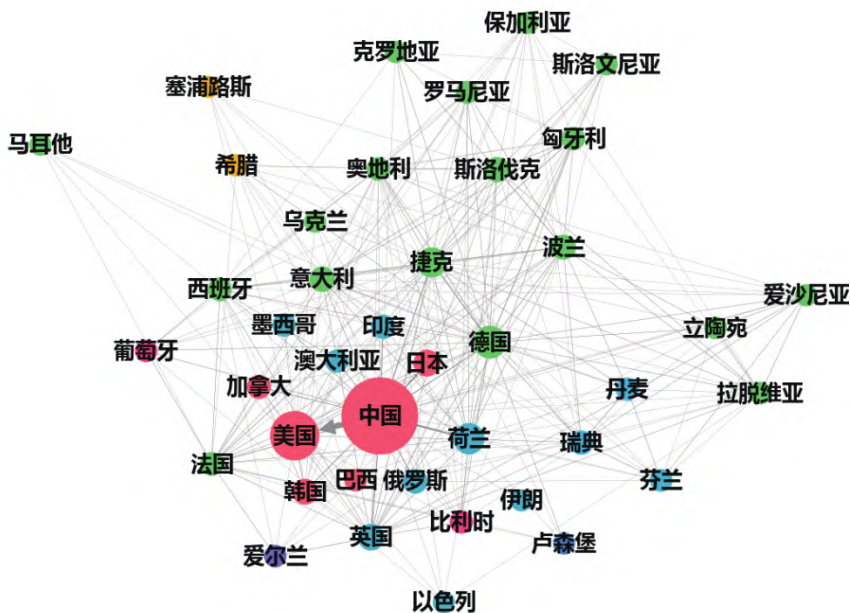 保加利亚
克罗地亚
斯洛文尼亚
塞浦路斯
罗马尼亚
马耳他
匈牙利
希腊
奥地利
斯洛伐克
乌克兰
波兰
捷克
西班牙
意大利
爱沙尼亚
墨西哥
印度
立陶宛
葡萄牙
德国
澳大利亚
日本
加拿大
丹麦
拉脱维亚
中国
美国
荷兰
瑞典
法国
韩国
巴西
俄罗斯
芬兰
伊朗
比利时
英国
卢森堡
爱尔兰
以色列